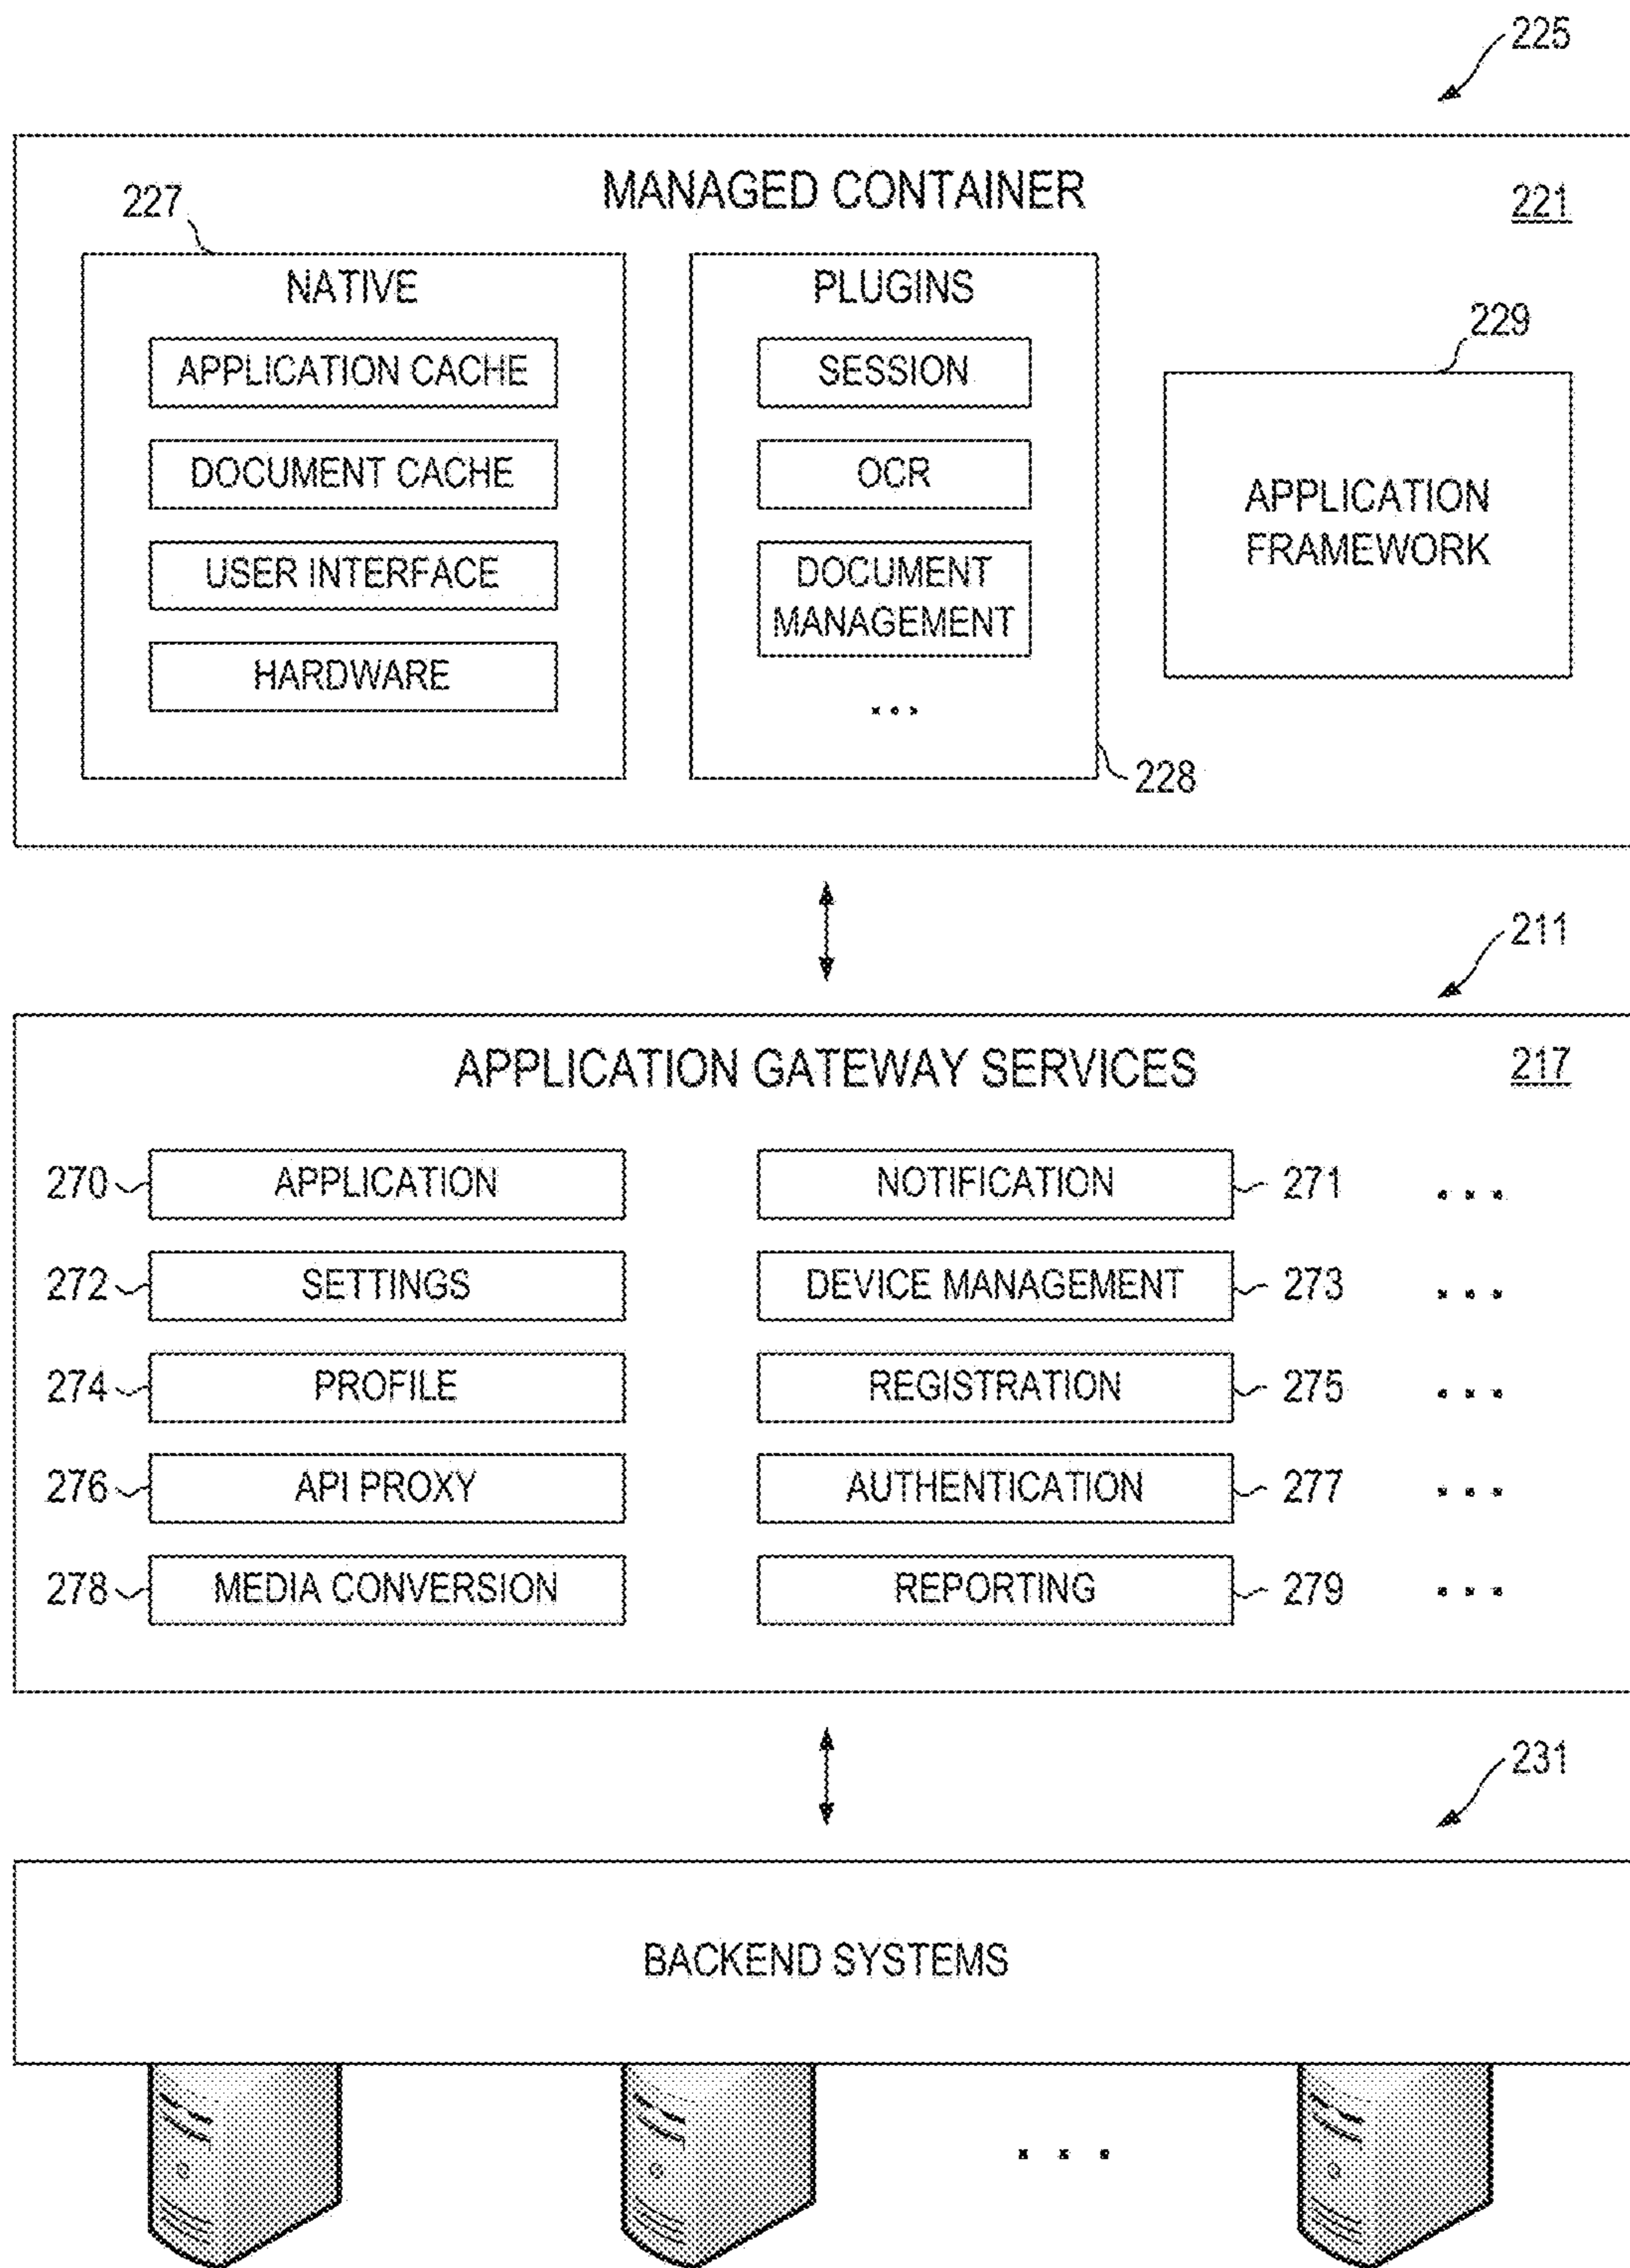 225
MANAGED CONTAINER
221
227
NATIVE
APPLICATION CACHE
DOCUMENT CACHE
USER INTERFACE
HARDWARE
PLUGINS
SESSION
OCR
DOCUMENT
MANAGEMENT
...
228
229
APPLICATION
FRAMEWORK
211
APPLICATION GATEWAY SERVICES
217
270 APPLICATION NOTIFICATION 271 ...
272 SETTINGS DEVICE MANAGEMENT 273 ...
274 PROFILE REGISTRATION 275 ...
276 API PROXY AUTHENTICATION 277 ...
278 MEDIA CONVERSION REPORTING 279 ...
231
BACKEND SYSTEMS
...